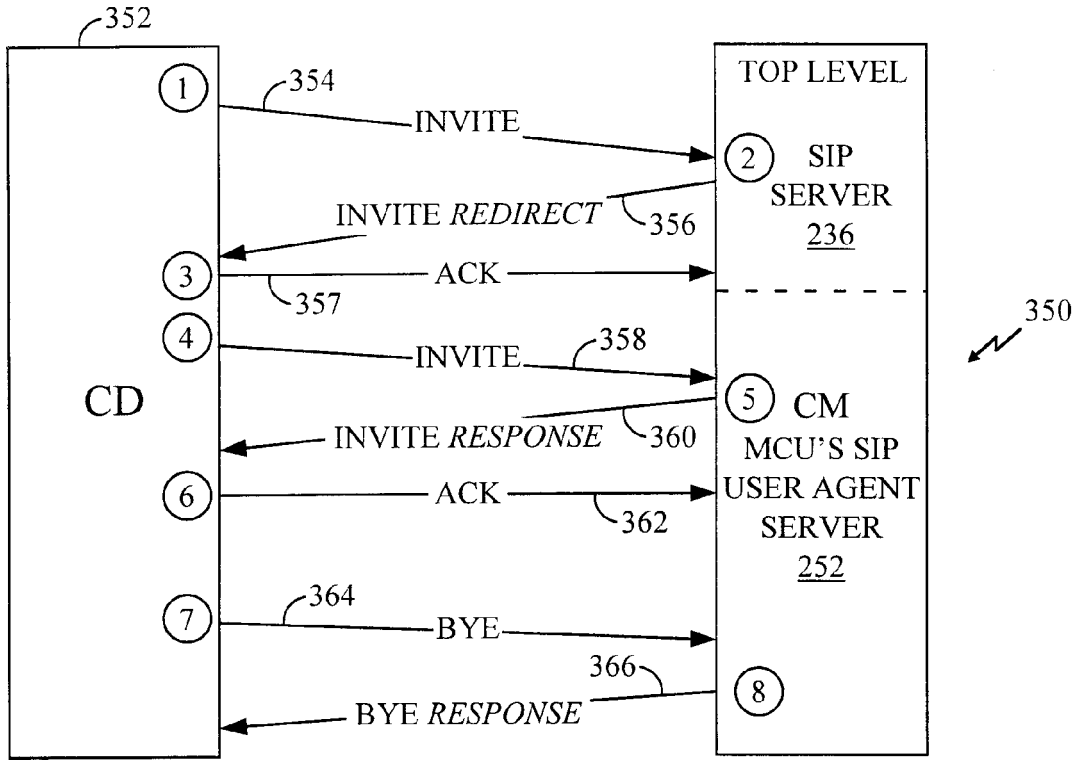 352
TOP LEVEL
1
354
INVITE
2
SIP
SERVER
236
INVITE REDIRECT
356
3
ACK
357
350
4
358
INVITE
5
CM
CD
INVITE RESPONSE
360
MCU'S SIP
USER AGENT
SERVER
252
6
ACK
362
7
364
BYE
366
8
BYE RESPONSE